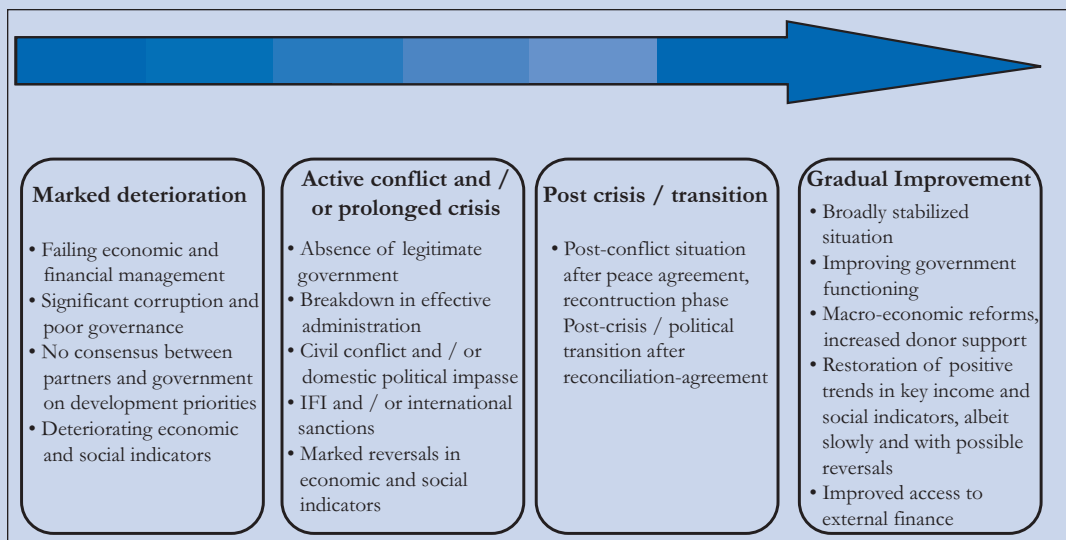 Marked deterioration
• Failing economic and
financial management
• Significant corruption and
poor governance
• No consensus between
partners and government
on development priorities
• Deteriorating economic
and social indicators
Active conflict and /
or prolonged crisis
• Absence of legitimate
government
• Breakdown in effective
administration
• Civil conflict and / or
domestic political impasse
• IFI and / or international
sanctions
• Marked reversals in
economic and social
indicators
Post crisis / transition
• Post-conflict situation
after peace agreement,
recontruction phase
Post-crisis / political
transition after
reconciliation-agreement
Gradual Improvement
• Broadly stabilized
situation
• Improving government
functioning
• Macro-economic reforms,
increased donor support
• Restoration of positive
trends in key income and
social indicators, albeit
slowly and with possible
reversals
• Improved access to
external finance